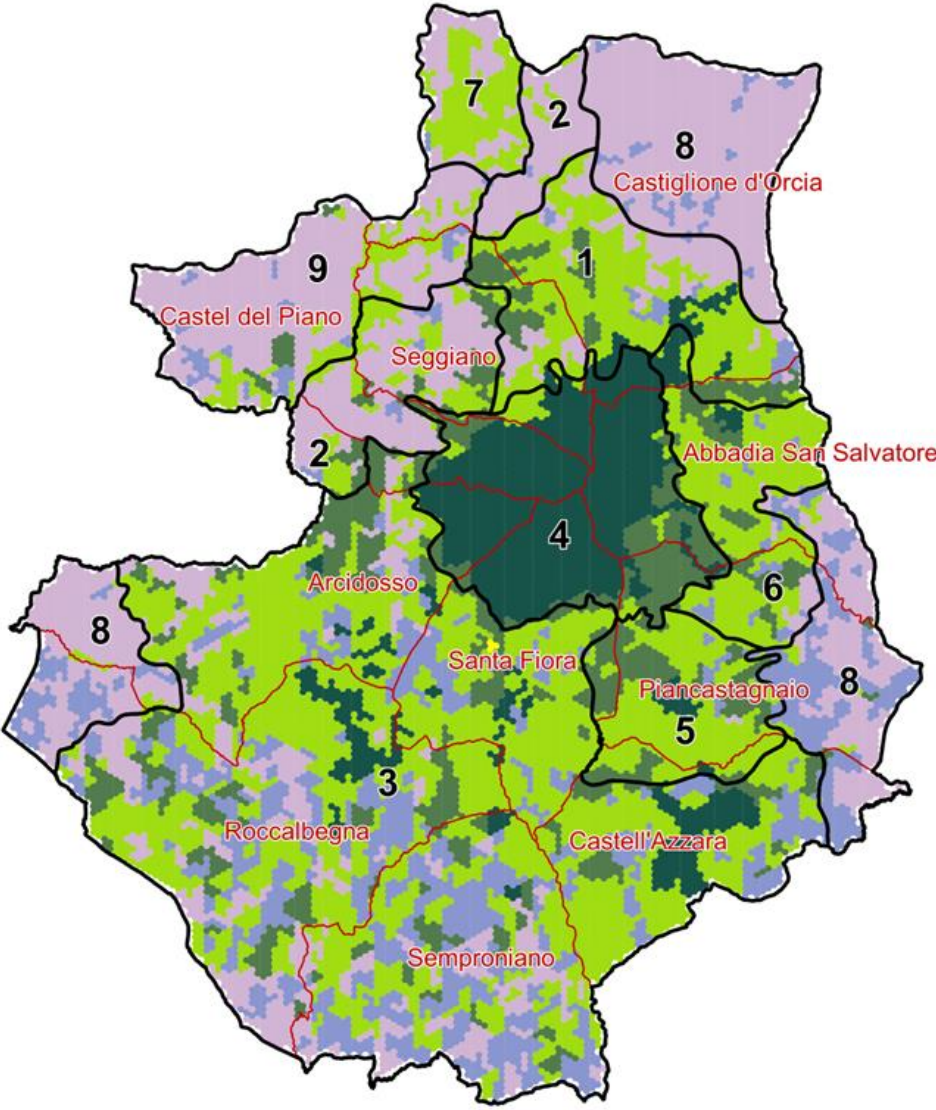 7
2
8
Castiglione d'Orcia
1
9
Castel del Piano
Seggiano
2
Abbadia San Salvatore
4
Arcidosso
6
8
Santa Fiora
Piancastagnaio
8
5
3
Roccalbegna
Castell'Azzara
Semproniano